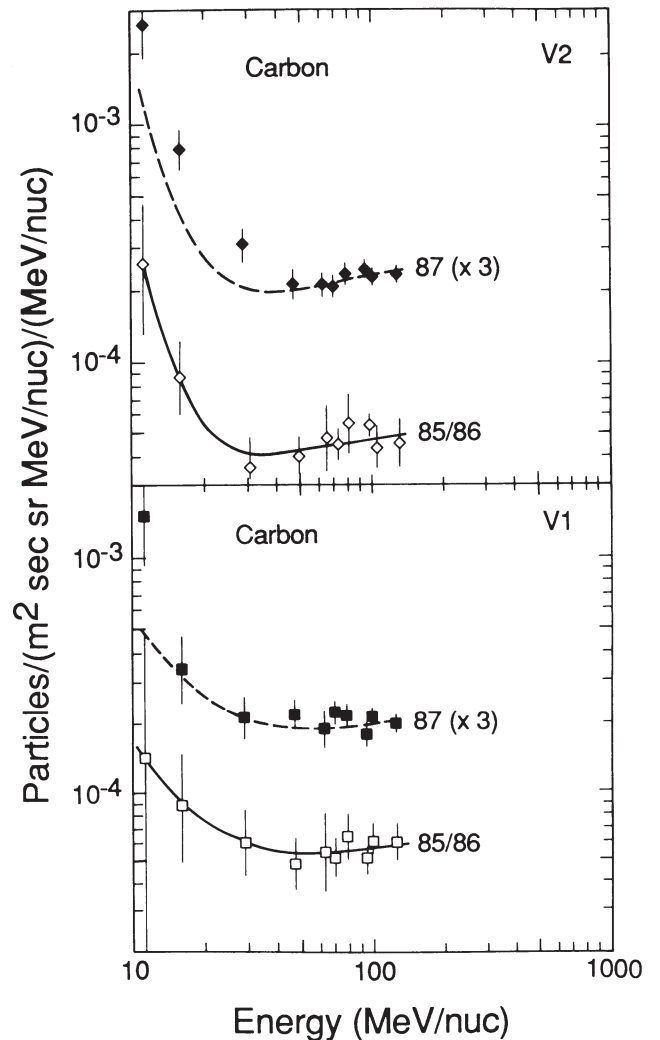 Particles/(m² sec sr MeV/nuc)/(MeV/nuc)
V2
Carbon
10⁻³
87 (x 3)
10⁻⁴
85/86
V1
Carbon
10⁻³
87 (x 3)
10⁻⁴
85/86
10 100 1000
Energy (MeV/nuc)